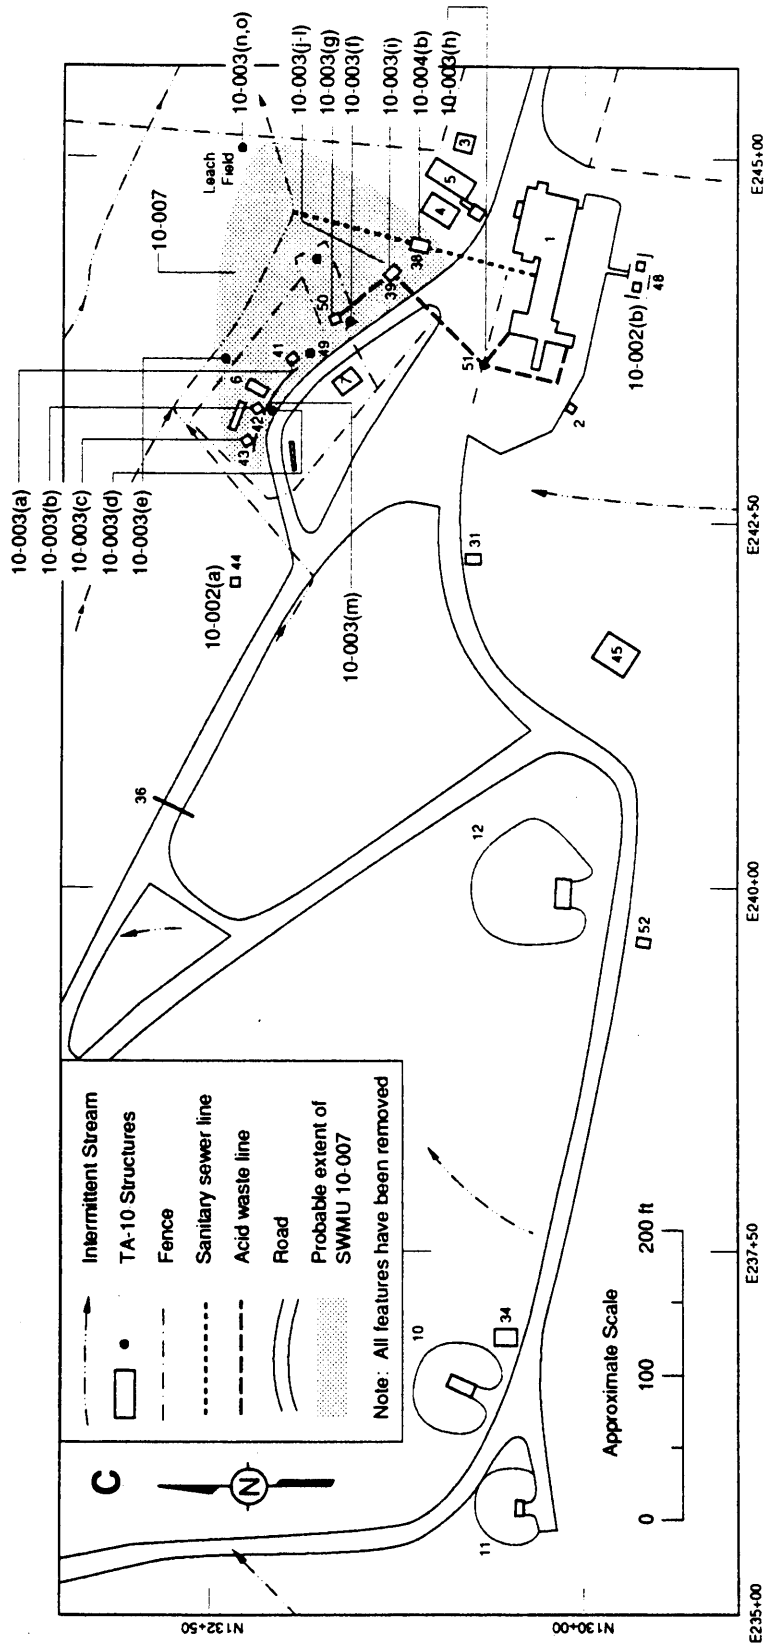 C
N
Intermittent Stream
TA-10 Structures
Fence
Sanitary sewer line
Acid waste line
Road
Probable extent of
SWMU 10-007
Note: All features have been removed
10-003(a)
10-003(b)
10-003(c)
10-003(d)
10-003(e)
10-007
10-003(n,o)
10-003(j-l)
10-003(g)
10-003(f)
10-003(i)
10-004(b)
10-003(h)
Leach
Field
10-002(a)
44
10-003(m)
43
42
6
41
49
50
7
39
38
4
5
3
1
51
2
10-002(b)
48
31
45
36
12
52
10
34
11
Approximate Scale
0
100
200 ft
N132+50
N130+00
E235+00
E237+50
E240+00
E242+50
E245+00